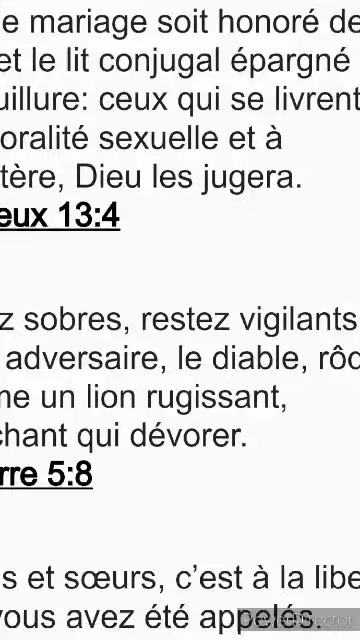 e mariage soit honoré de
et le lit conjugal épargné
uillure: ceux qui se livrent
oralité sexuelle et à
tère, Dieu les jugera.
eux 13:4
z sobres, restez vigilants
adversaire, le diable, rôd
me un lion rugissant,
chant qui dévorer.
rre 5:8
s et sœurs, c’est à la libe
vous avez été appelés.
PowerDirector